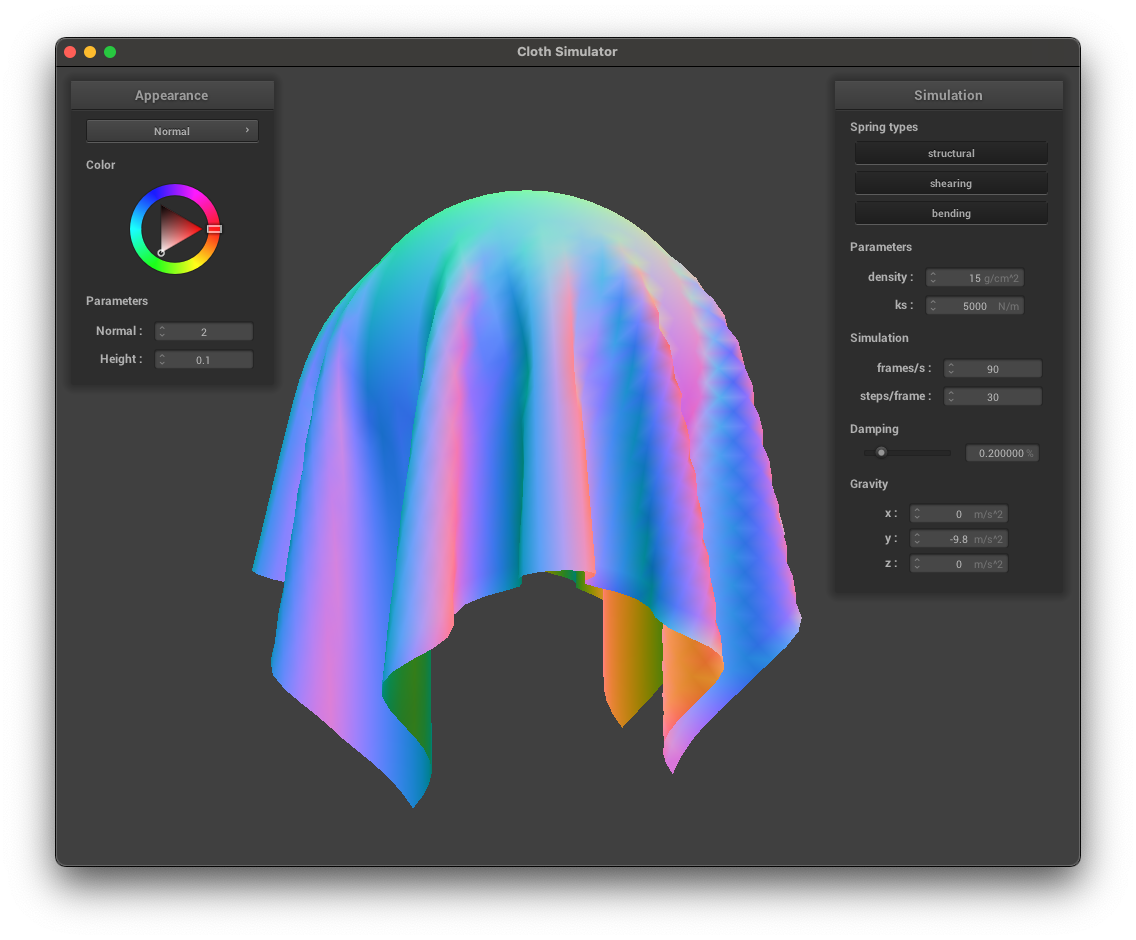 Cloth Simulator
Appearance
Normal ›
Color
Parameters
Normal : 2
Height : 0.1
Simulation
Spring types
structural
shearing
bending
Parameters
density : 15 g/cm^2
ks : 5000 N/m
Simulation
frames/s : 90
steps/frame : 30
Damping
0.200000 %
Gravity
x : 0 m/s^2
y : -9.8 m/s^2
z : 0 m/s^2